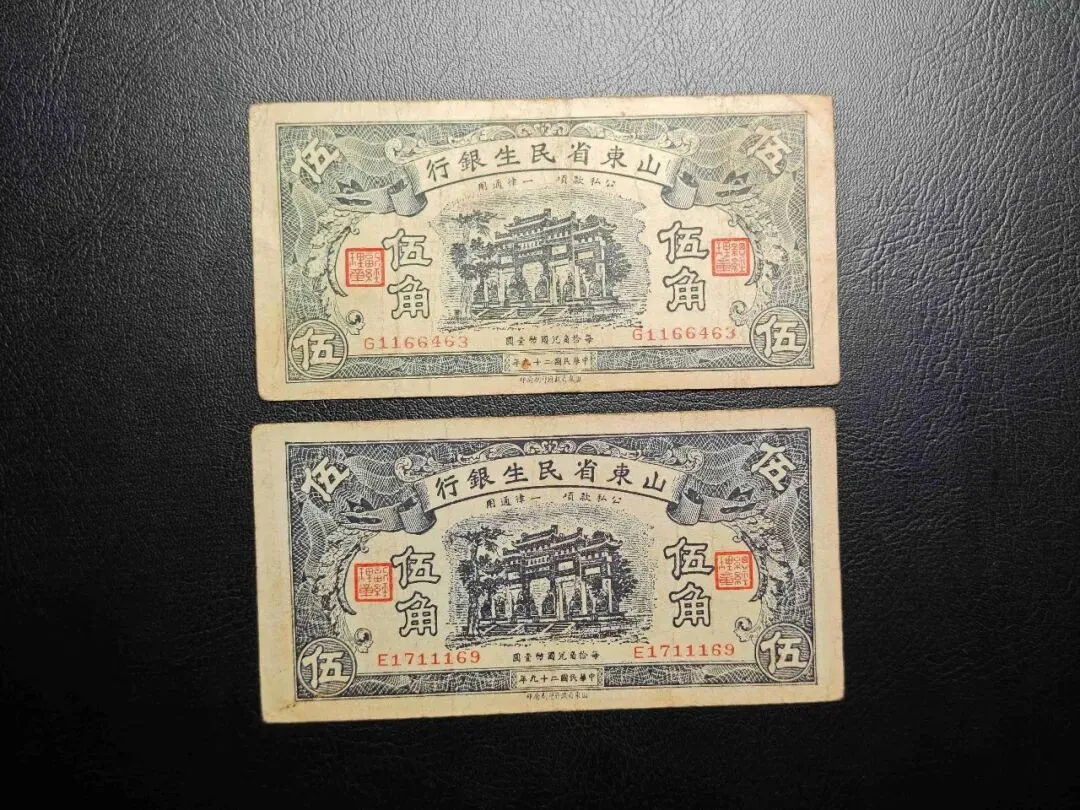 山東省民生銀行
公私款項 一律通用
伍
伍
伍角
伍角
G1166463
G1166463
每拾角兌國幣壹圓
伍
伍
中華民國二十九年
山東省民生銀行
公私款項 一律通用
伍
伍
伍角
伍角
E1711169
E1711169
每拾角兌國幣壹圓
伍
伍
中華民國二十九年